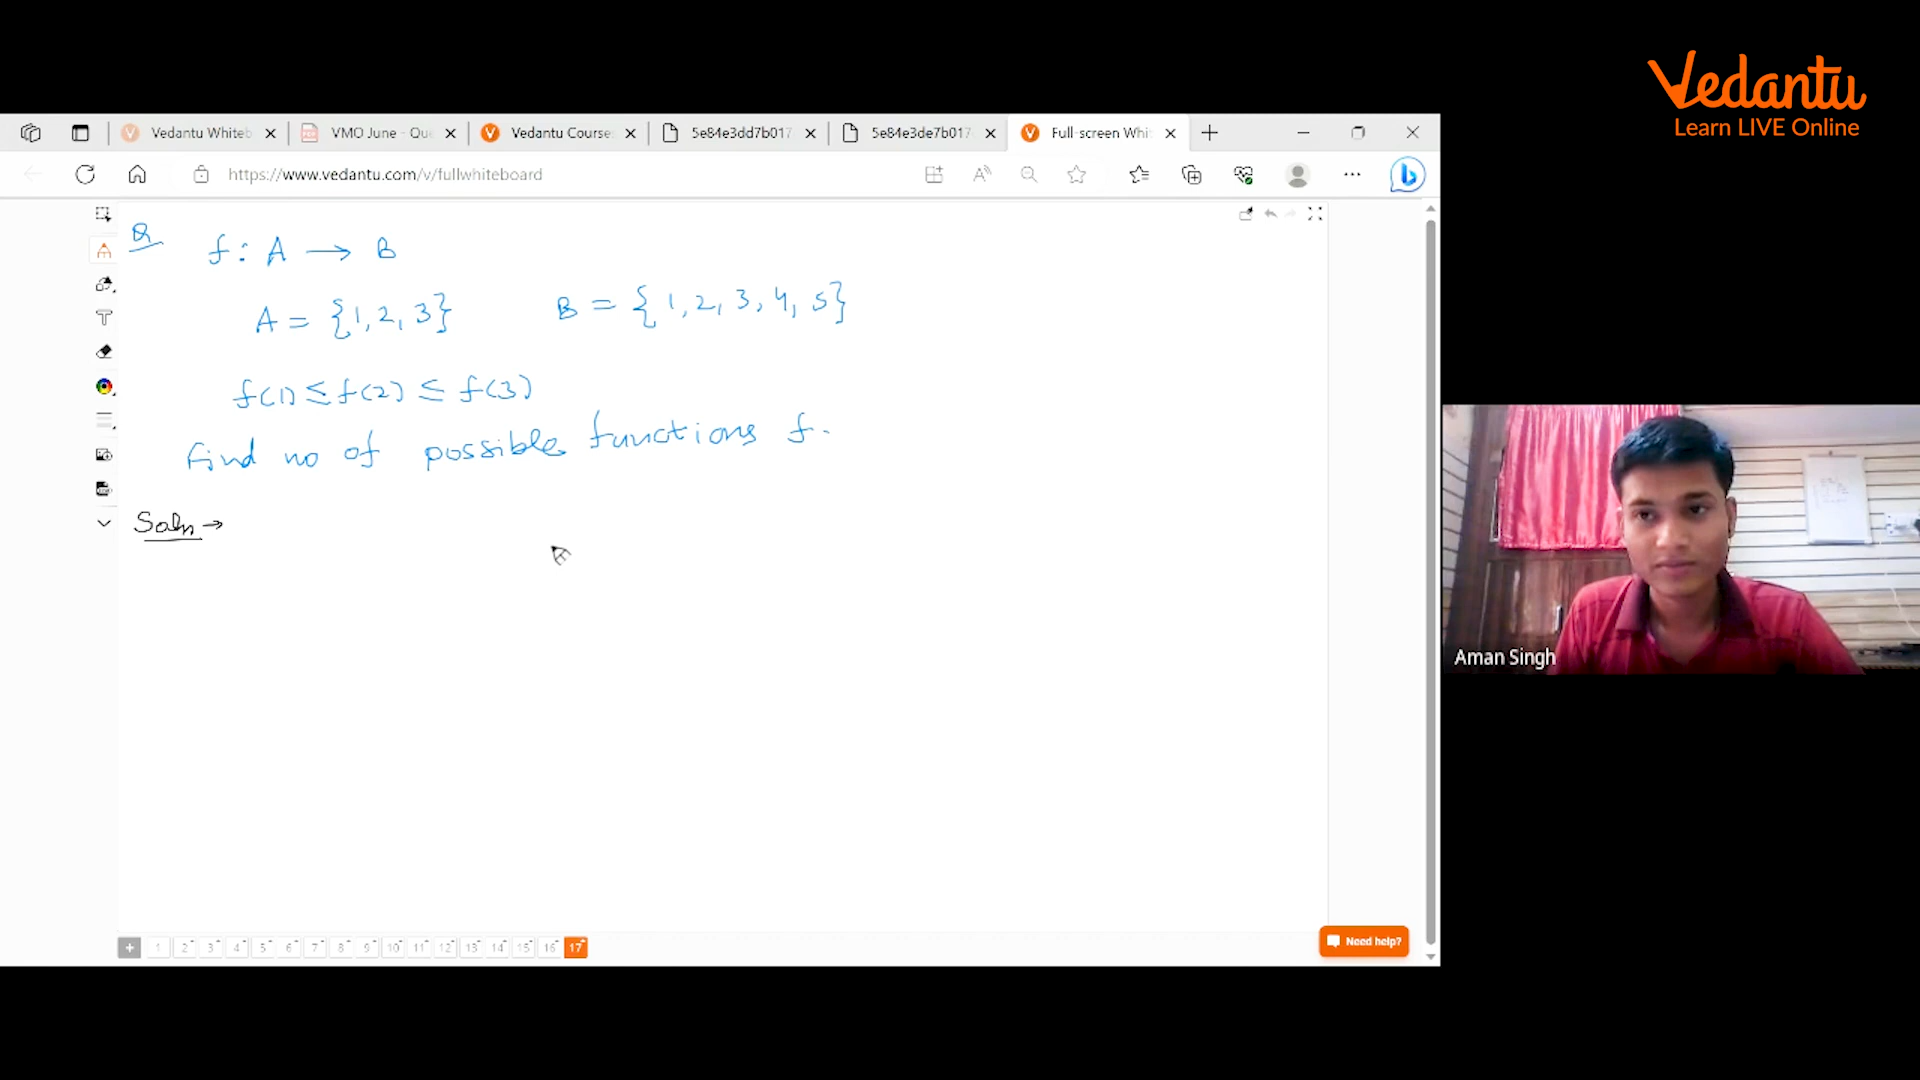 Vedantu
Learn LIVE Online
Vedantu Whiteb
VMO June - Que
Vedantu Course
5e84e3dd7b017
5e84e3de7b017
Full-screen Whi
https://www.vedantu.com/v/fullwhiteboard
Q
f: A → B
A = {1, 2, 3} B = {1, 2, 3, 4, 5}
f(1) ≤ f(2) ≤ f(3)
Find no of possible functions f.
Soln →
Aman Singh
+ 1 2 3 4 5 6 7 8 9 10 11 12 13 14 15 16 17
Need help?